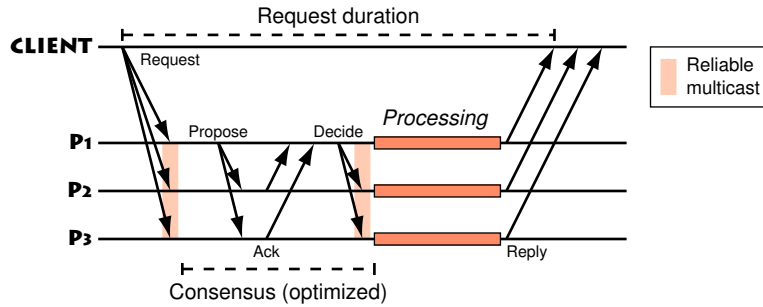 Request duration
CLIENT
Request
Reliable
multicast
Processing
P1
Propose
Decide
P2
P3
Ack
Reply
Consensus (optimized)